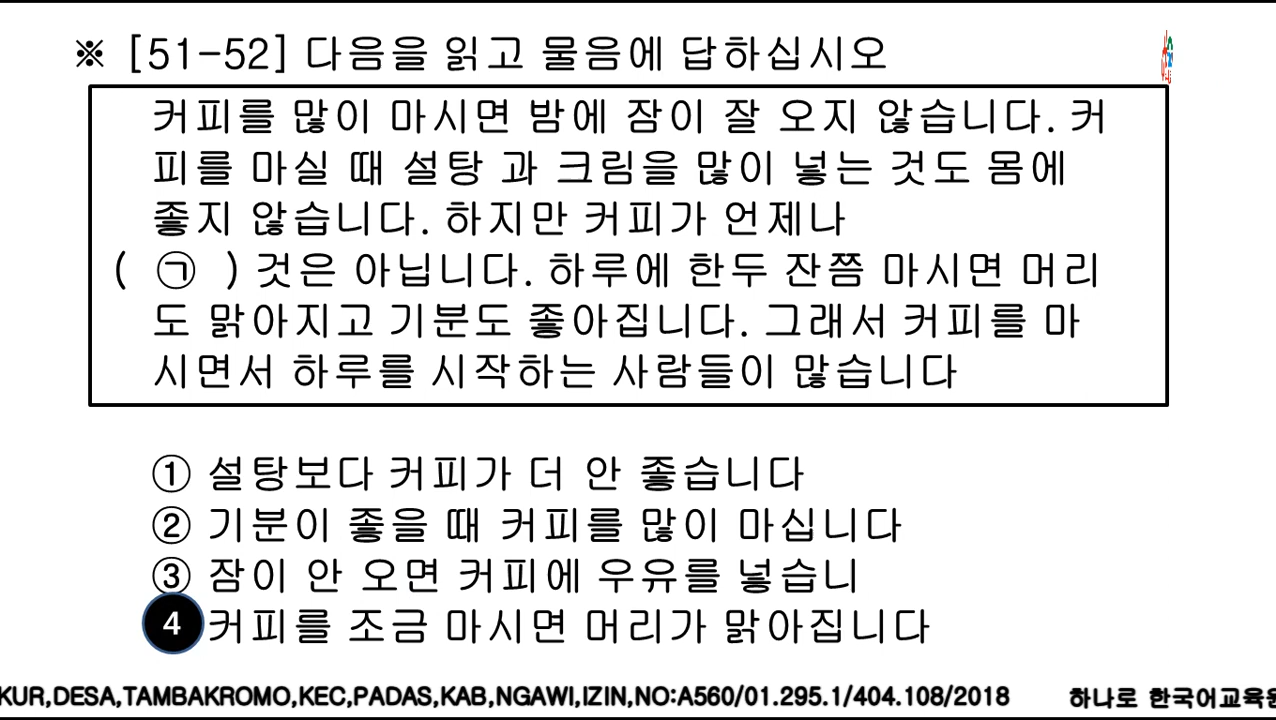 ※ [51-52] 다음을 읽고 물음에 답하십시오
커피를 많이 마시면 밤에 잠이 잘 오지 않습니다. 커
피를 마실 때 설탕 과 크림을 많이 넣는 것도 몸에
좋지 않습니다. 하지만 커피가 언제나
( ㉠ ) 것은 아닙니다. 하루에 한두 잔쯤 마시면 머리
도 맑아지고 기분도 좋아집니다. 그래서 커피를 마
시면서 하루를 시작하는 사람들이 많습니다
① 설탕보다 커피가 더 안 좋습니다
② 기분이 좋을 때 커피를 많이 마십니다
③ 잠이 안 오면 커피에 우유를 넣습니
4 커피를 조금 마시면 머리가 맑아집니다
KUR,DESA,TAMBAKROMO,KEC,PADAS,KAB,NGAWI,IZIN,NO:A560/01.295.1/404.108/2018 하나로 한국어교육원